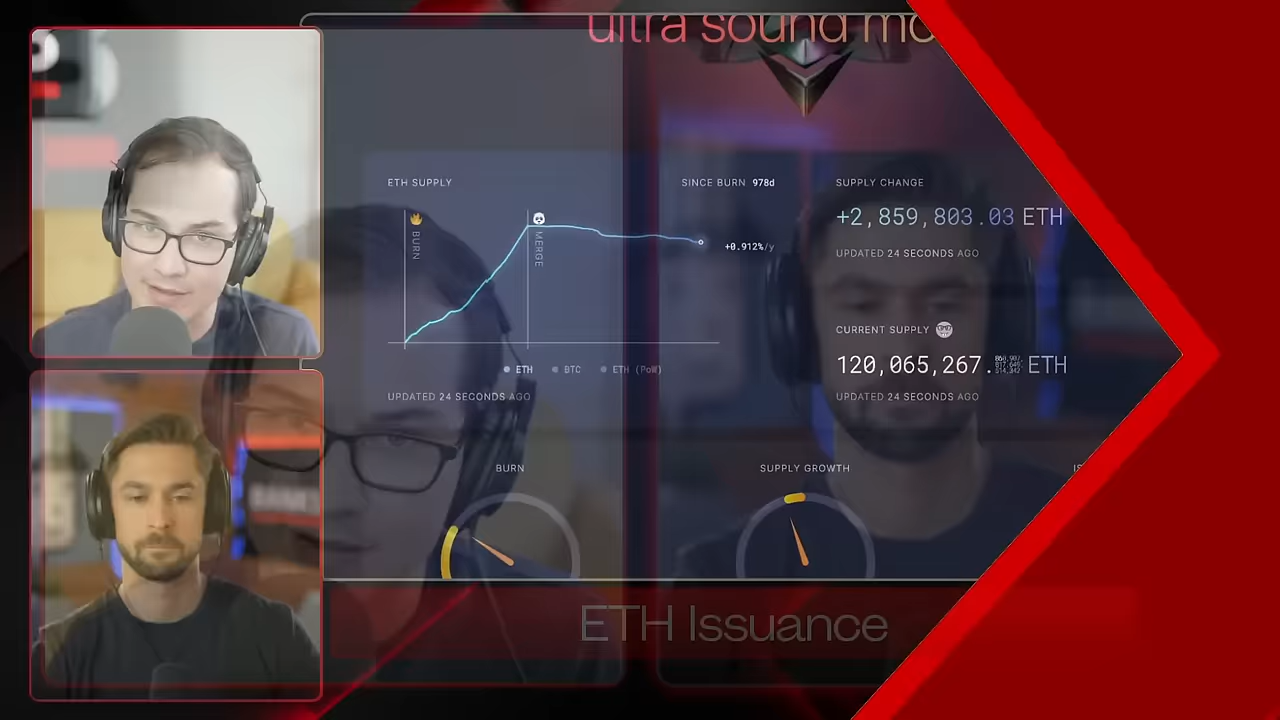 ultra sound mo
ETH SUPPLY
SINCE BURN 978d
SUPPLY CHANGE
+2,859,803.03 ETH
BURN
MERGE
+0.912%/y
UPDATED 24 SECONDS AGO
CURRENT SUPPLY
120,065,267. ETH
ETH
BTC
ETH (PoW)
UPDATED 24 SECONDS AGO
UPDATED 24 SECONDS AGO
BURN
SUPPLY GROWTH
IS
ETH Issuance